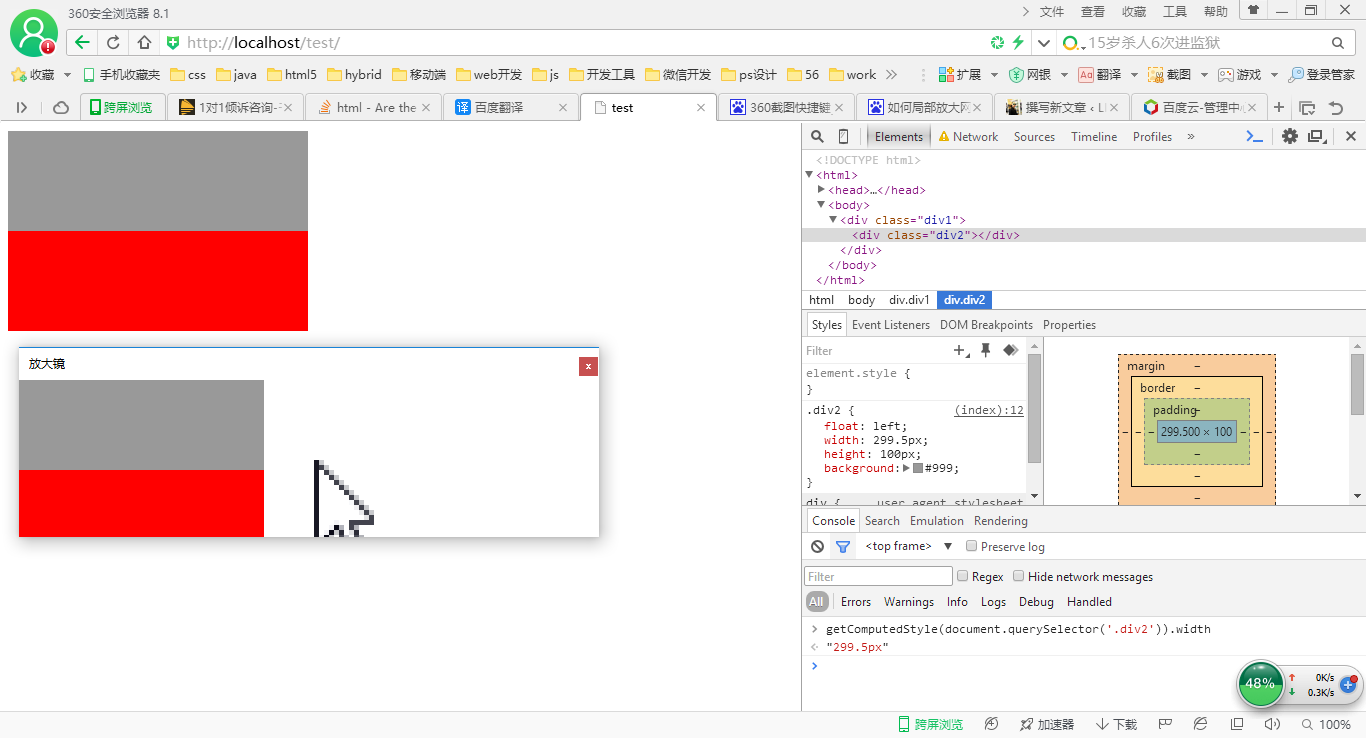 360安全浏览器 8.1
文件 查看 收藏 工具 帮助
http://localhost/test/
15岁杀人6次进监狱
收藏 手机收藏夹 css java html5 hybrid 移动端 web开发 js 开发工具 微信开发 ps设计 56 work 扩展 网银 Aa 翻译 截图 游戏 登录管家
跨屏浏览 1对1倾诉咨询- html - Are the 译 百度翻译 test 360截图快捷键 如何局部放大网 撰写新文章 ‹ LI 百度云-管理中
Elements Network Sources Timeline Profiles »
<!DOCTYPE html>
<html>
<head>…</head>
<body>
<div class="div1">
<div class="div2"></div>
</div>
</body>
</html>
html body div.div1 div.div2
Styles Event Listeners DOM Breakpoints Properties
Filter
element.style {
}
.div2 { (index):12
float: left;
width: 299.5px;
height: 100px;
background: #999;
}
div { user agent stylesheet
margin –
border –
padding –
– – – 299.500 × 100 – – –
–
–
–
放大镜 x
Console Search Emulation Rendering
<top frame> ▼ Preserve log
Filter Regex Hide network messages
All Errors Warnings Info Logs Debug Handled
> getComputedStyle(document.querySelector('.div2')).width
"299.5px"
>
48% 0K/s
0.3K/s
跨屏浏览 加速器 下载 100%